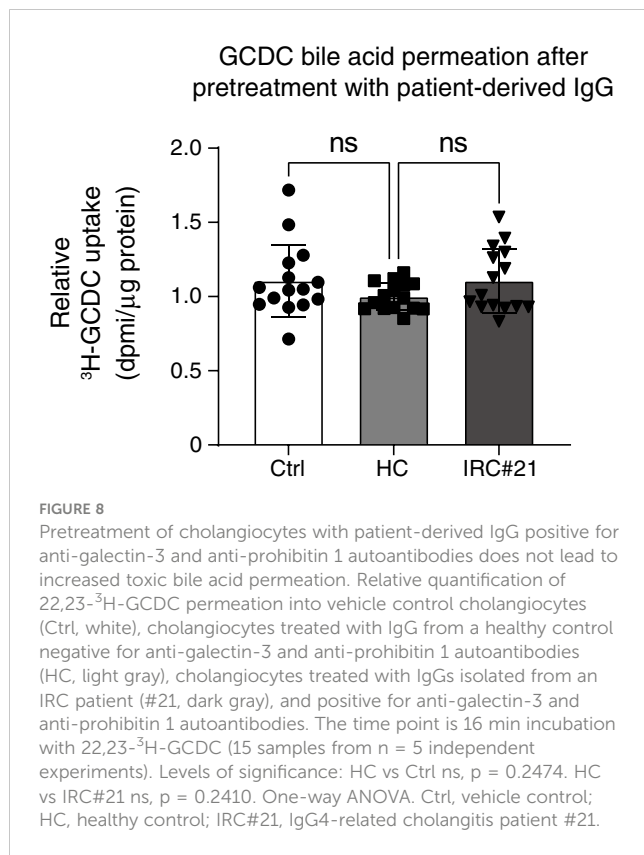 GCDC bile acid permeation after
pretreatment with patient-derived IgG
ns ns
Relative
³H-GCDC uptake
(dpmi/µg protein)
2.0
1.5
1.0
0.5
0
Ctrl HC IRC#21
FIGURE 8
Pretreatment of cholangiocytes with patient-derived IgG positive for
anti-galectin-3 and anti-prohibitin 1 autoantibodies does not lead to
increased toxic bile acid permeation. Relative quantification of
22,23-³H-GCDC permeation into vehicle control cholangiocytes
(Ctrl, white), cholangiocytes treated with IgG from a healthy control
negative for anti-galectin-3 and anti-prohibitin 1 autoantibodies
(HC, light gray), cholangiocytes treated with IgGs isolated from an
IRC patient (#21, dark gray), and positive for anti-galectin-3 and
anti-prohibitin 1 autoantibodies. The time point is 16 min incubation
with 22,23-³H-GCDC (15 samples from n = 5 independent
experiments). Levels of significance: HC vs Ctrl ns, p = 0.2474. HC
vs IRC#21 ns, p = 0.2410. One-way ANOVA. Ctrl, vehicle control;
HC, healthy control; IRC#21, IgG4-related cholangitis patient #21.